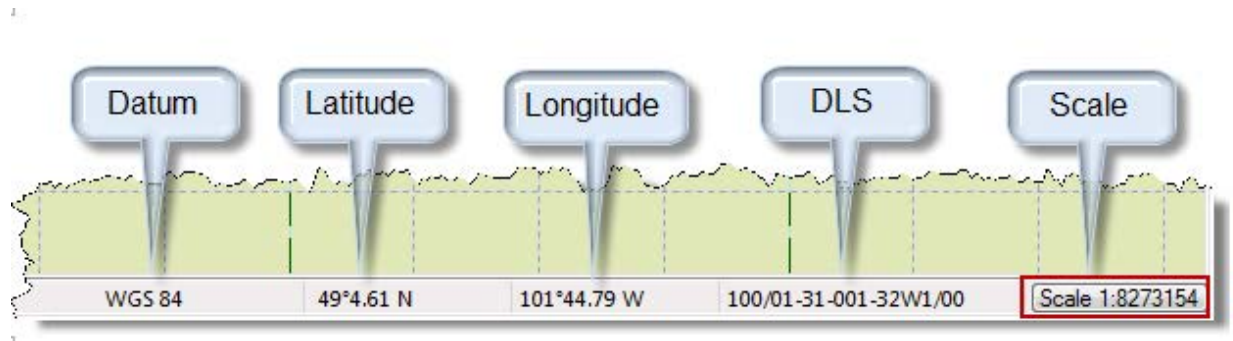 Datum Latitude Longitude DLS Scale
WGS 84 49°4.61 N 101°44.79 W 100/01-31-001-32W1/00 Scale 1:8273154